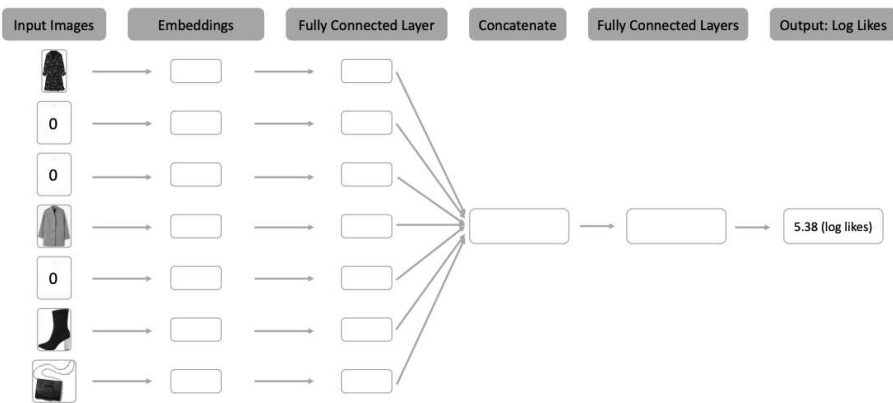 Input Images
Embeddings
Fully Connected Layer
Concatenate
Fully Connected Layers
Output: Log Likes
0
0
0
5.38 (log likes)